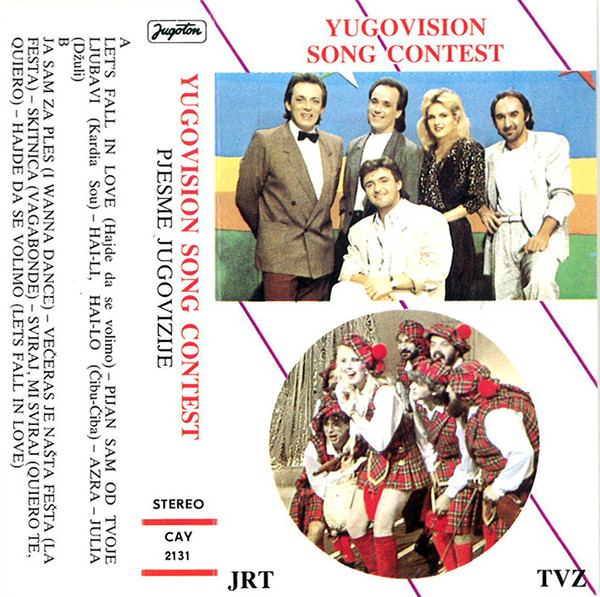 A
LET'S FALL IN LOVE (Hajde da se volimo) – PIJAN SAM OD TVOJE
LJUBAVI (Kardia Sou) – HAI-LI, HAI-LO (Čibu-Čiba) – AZRA – JULIA
(Džuli)
B
JA SAM ZA PLES (I WANNA DANCE) – VEČERAS JE NAŠTA FEŠTA (LA
FESTA) – SKITNICA (VAGABONDE) – SVIRAJ, MI SVIRAJ (QUIERO TE,
QUIERO) – HAJDE DA SE VOLIMO (LETS FALL IN LOVE)
Jugoton
YUGOVISION SONG CONTEST
PJESME JUGOVIZIJE
STEREO
CAY
2131
YUGOVISION
SONG CONTEST
JRT
TVZ